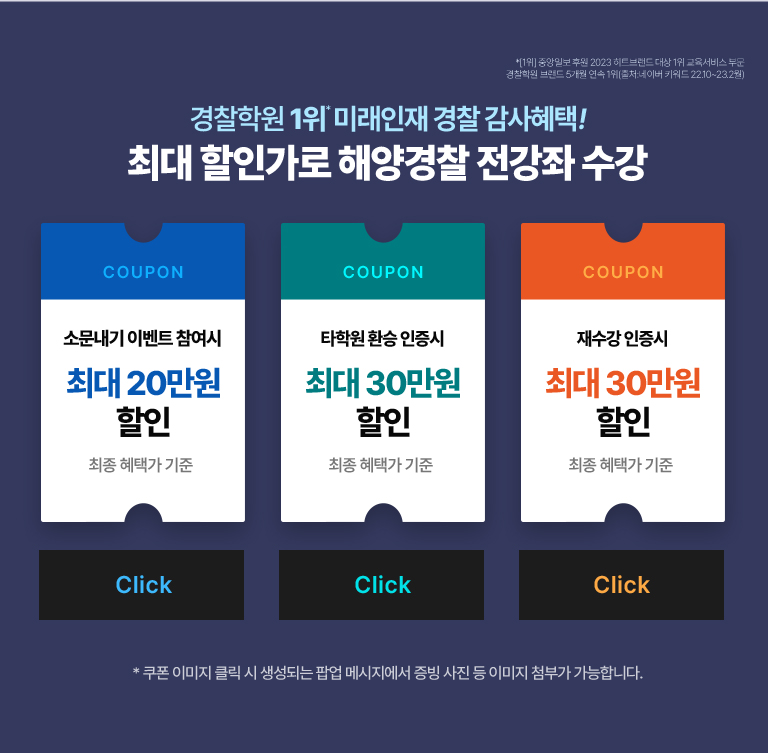 *[1위] 중앙일보 후원 2023 히트브랜드 대상 1위 교육서비스 부문
경찰학원 브랜드 5개월 연속 1위(출처:네이버 키워드 22.10~23.2월)
경찰학원 1위* 미래인재 경찰 감사혜택!
최대 할인가로 해양경찰 전강좌 수강
COUPON
소문내기 이벤트 참여시
최대 20만원
할인
최종 혜택가 기준
Click
COUPON
타학원 환승 인증시
최대 30만원
할인
최종 혜택가 기준
Click
COUPON
재수강 인증시
최대 30만원
할인
최종 혜택가 기준
Click
* 쿠폰 이미지 클릭 시 생성되는 팝업 메시지에서 증빙 사진 등 이미지 첨부가 가능합니다.